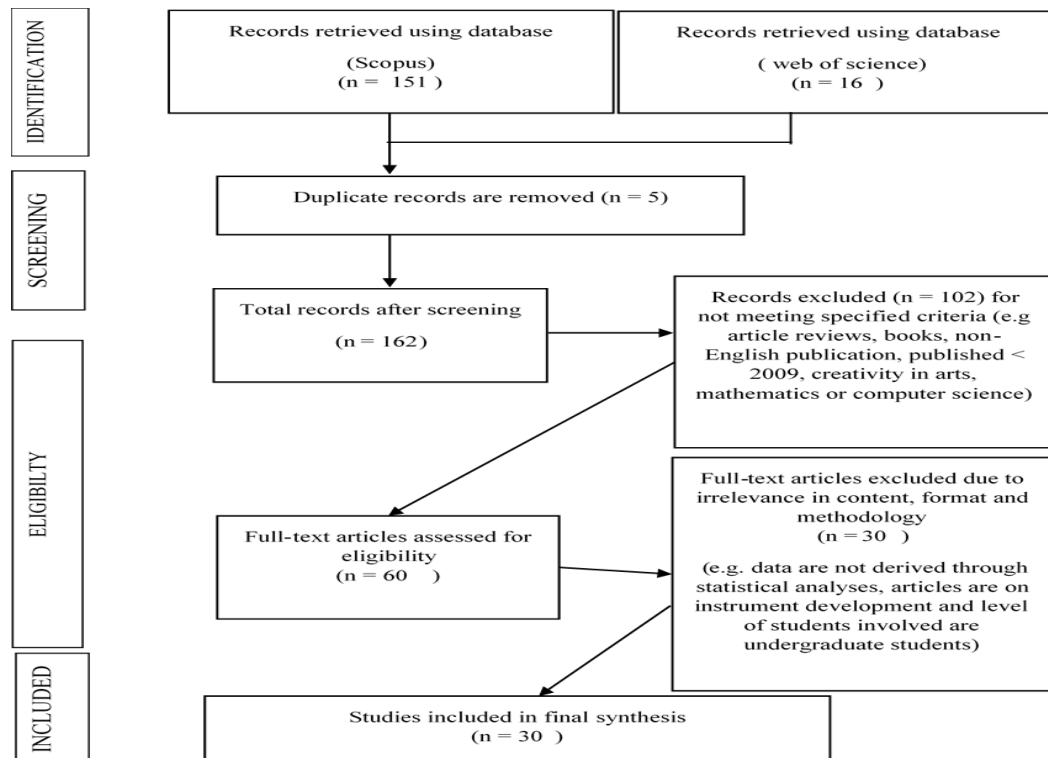 IDENTIFICATION
Records retrieved using database
(Scopus)
(n = 151 )
Records retrieved using database
( web of science)
(n = 16 )
SCREENING
Duplicate records are removed (n = 5)
Total records after screening
(n = 162)
Records excluded (n = 102) for
not meeting specified criteria (e.g
article reviews, books, non-
English publication, published <
2009, creativity in arts,
mathematics or computer science)
ELIGIBILTY
Full-text articles assessed for
eligibility
(n = 60 )
Full-text articles excluded due to
irrelevance in content, format and
methodology
(n = 30 )
(e.g. data are not derived through
statistical analyses, articles are on
instrument development and level
of students involved are
undergraduate students)
INCLUDED
Studies included in final synthesis
(n = 30 )